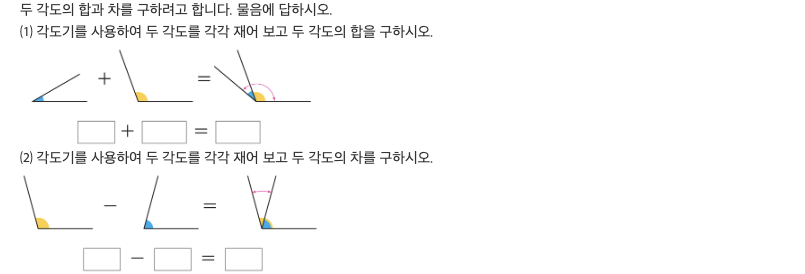 두 각도의 합과 차를 구하려고 합니다. 물음에 답하시오.
(1) 각도기를 사용하여 두 각도를 각각 재어 보고 두 각도의 합을 구하시오.
+ =
+ =
(2) 각도기를 사용하여 두 각도를 각각 재어 보고 두 각도의 차를 구하시오.
− =
− =